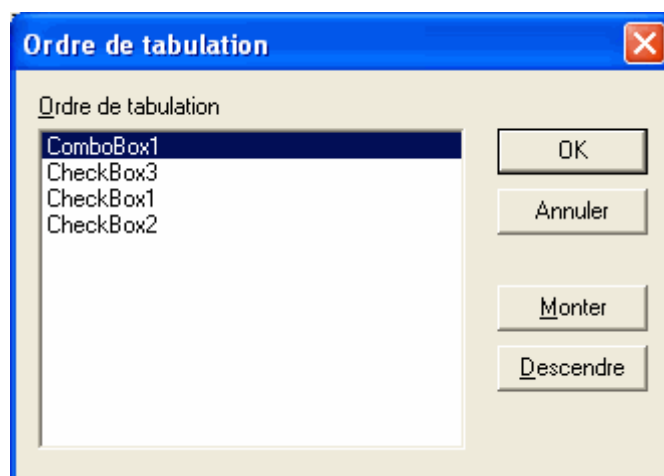 Ordre de tabulation
Ordre de tabulation
ComboBox1
CheckBox3
CheckBox1
CheckBox2
OK
Annuler
Monter
Descendre